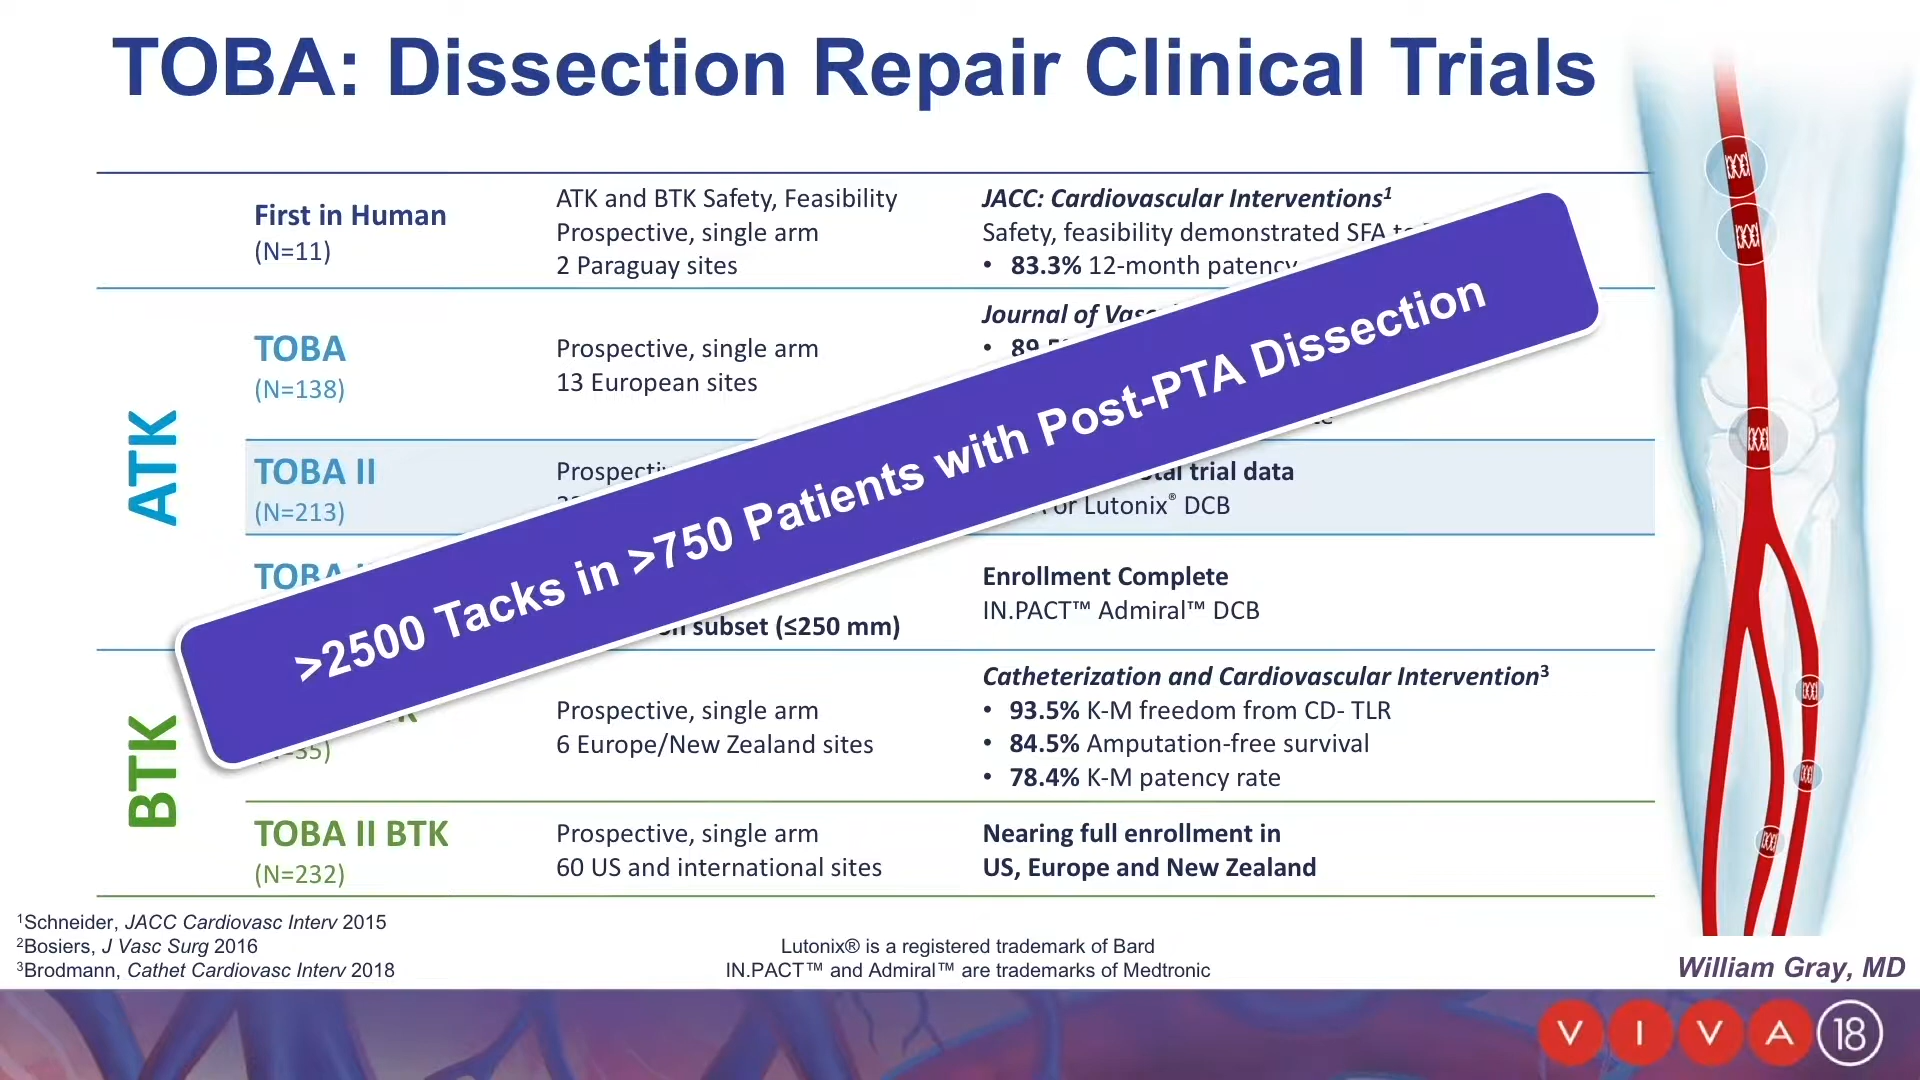 TOBA: Dissection Repair Clinical Trials
First in Human
(N=11)
ATK and BTK Safety, Feasibility
Prospective, single arm
2 Paraguay sites
JACC: Cardiovascular Interventions¹
Safety, feasibility demonstrated SFA
• 83.3% 12-month patency
ATK
TOBA
(N=138)
Prospective, single arm
13 European sites
Journal of
•
TOBA II
(N=213)
trial data
or Lutonix® DCB
TOBA
subset (≤250 mm)
Enrollment Complete
IN.PACT™ Admiral™ DCB
>2500 Tacks in >750 Patients with Post-PTA Dissection
BTK
Prospective, single arm
6 Europe/New Zealand sites
Catheterization and Cardiovascular Intervention³
• 93.5% K-M freedom from CD- TLR
• 84.5% Amputation-free survival
• 78.4% K-M patency rate
TOBA II BTK
(N=232)
Prospective, single arm
60 US and international sites
Nearing full enrollment in
US, Europe and New Zealand
¹Schneider, JACC Cardiovasc Interv 2015
²Bosiers, J Vasc Surg 2016
³Brodmann, Cathet Cardiovasc Interv 2018
Lutonix® is a registered trademark of Bard
IN.PACT™ and Admiral™ are trademarks of Medtronic
William Gray, MD
VIVA 18